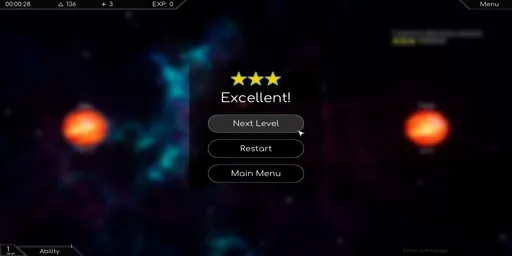 00:00:28 △ 136 + 3 EXP: 0 Menu
Excellent!
Next Level
Restart
Main Menu
1
Ability